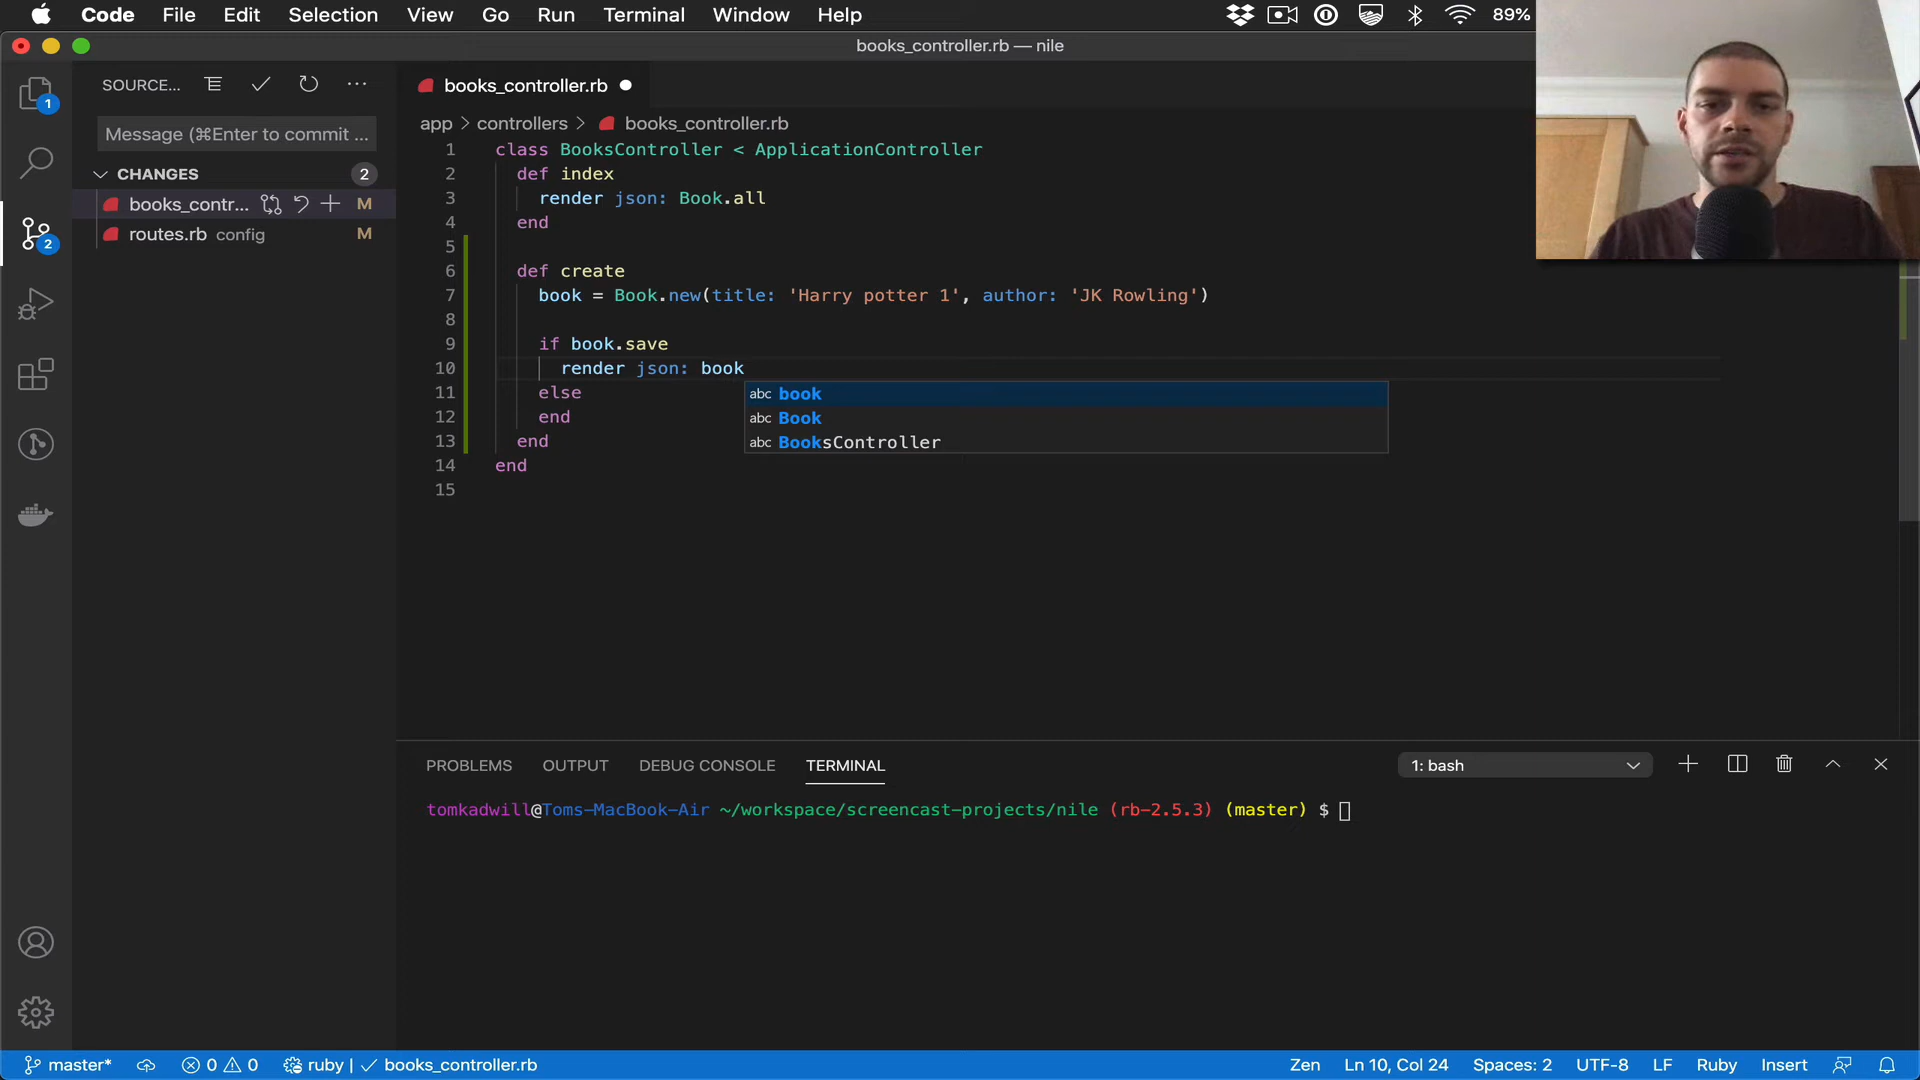 Code File Edit Selection View Go Run Terminal Window Help 89%
books_controller.rb — nile
SOURCE...
books_controller.rb
1
Message (⌘Enter to commit ...
app > controllers > books_controller.rb
CHANGES 2
books_contr... M
routes.rb config M
2
1 class BooksController < ApplicationController
2 def index
3 render json: Book.all
4 end
5
6 def create
7 book = Book.new(title: 'Harry potter 1', author: 'JK Rowling')
8
9 if book.save
10 render json: book
11 else
12 end
13 end
14 end
15
abc book
abc Book
abc BooksController
PROBLEMS OUTPUT DEBUG CONSOLE TERMINAL 1: bash
tomkadwill@Toms-MacBook-Air ~/workspace/screencast-projects/nile (rb-2.5.3) (master) $
master* 0 0 ruby | ✓ books_controller.rb Zen Ln 10, Col 24 Spaces: 2 UTF-8 LF Ruby Insert